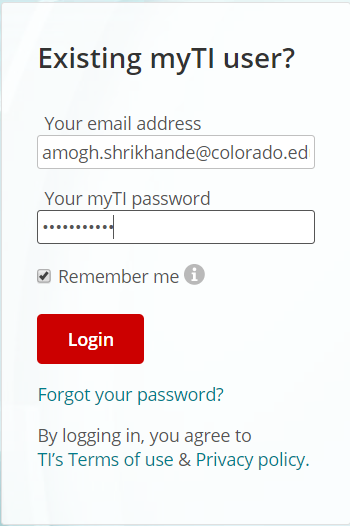 Existing myTI user?
Your email address
amogh.shrikhande@colorado.ed
Your myTI password
•••••••••••
Remember me
Login
Forgot your password?
By logging in, you agree to
TI's Terms of use & Privacy policy.